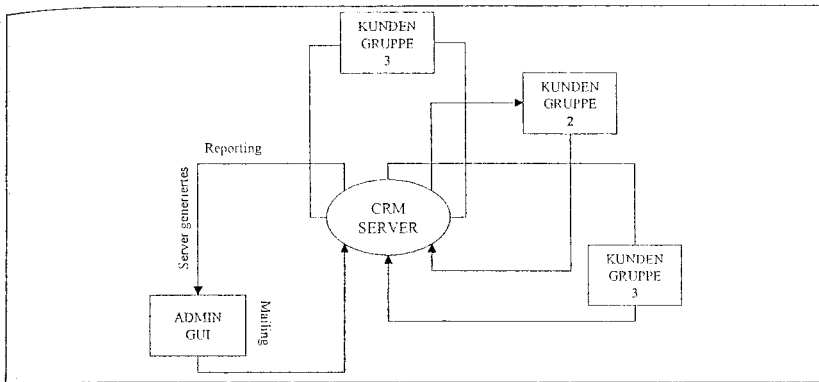 KUNDEN
GRUPPE
3
KUNDEN
GRUPPE
2
Reporting
Server generiertes
CRM
SERVER
KUNDEN
GRUPPE
3
ADMIN
GUI
Mailing